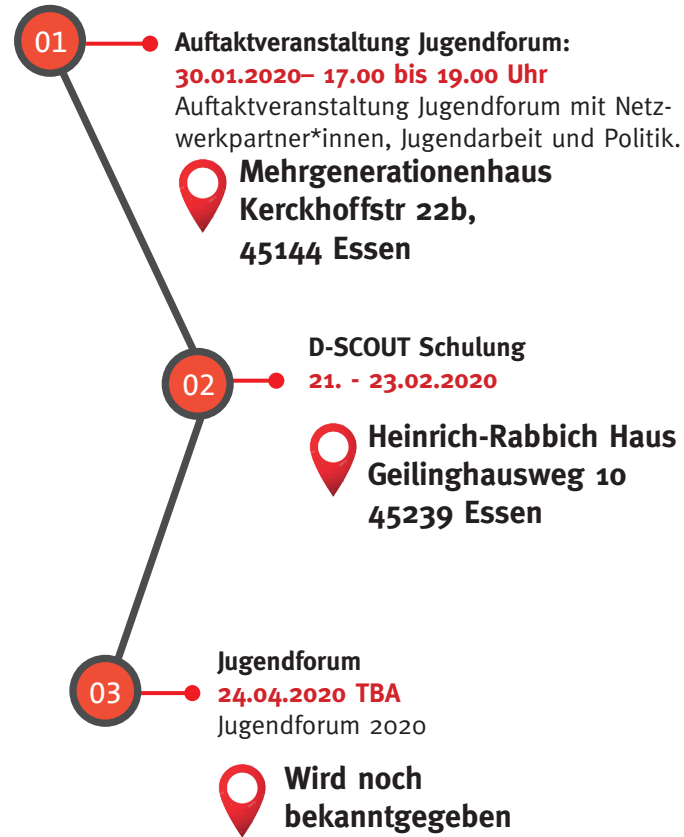 01
Auftaktveranstaltung Jugendforum:
30.01.2020– 17.00 bis 19.00 Uhr
Auftaktveranstaltung Jugendforum mit Netz-
werkpartner*innen, Jugendarbeit und Politik.
Mehrgenerationenhaus
Kerckhoffstr 22b,
45144 Essen
02
D-SCOUT Schulung
21. - 23.02.2020
Heinrich-Rabbich Haus
Geilinghausweg 10
45239 Essen
03
Jugendforum
24.04.2020 TBA
Jugendforum 2020
Wird noch
bekanntgegeben